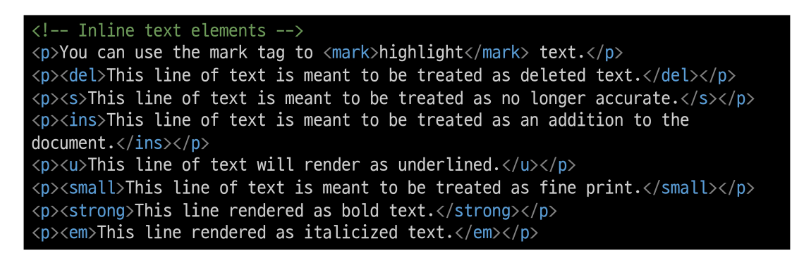 <!-- Inline text elements -->
<p>You can use the mark tag to <mark>highlight</mark> text.</p>
<p><del>This line of text is meant to be treated as deleted text.</del></p>
<p><s>This line of text is meant to be treated as no longer accurate.</s></p>
<p><ins>This line of text is meant to be treated as an addition to the
document.</ins></p>
<p><u>This line of text will render as underlined.</u></p>
<p><small>This line of text is meant to be treated as fine print.</small></p>
<p><strong>This line rendered as bold text.</strong></p>
<p><em>This line rendered as italicized text.</em></p>